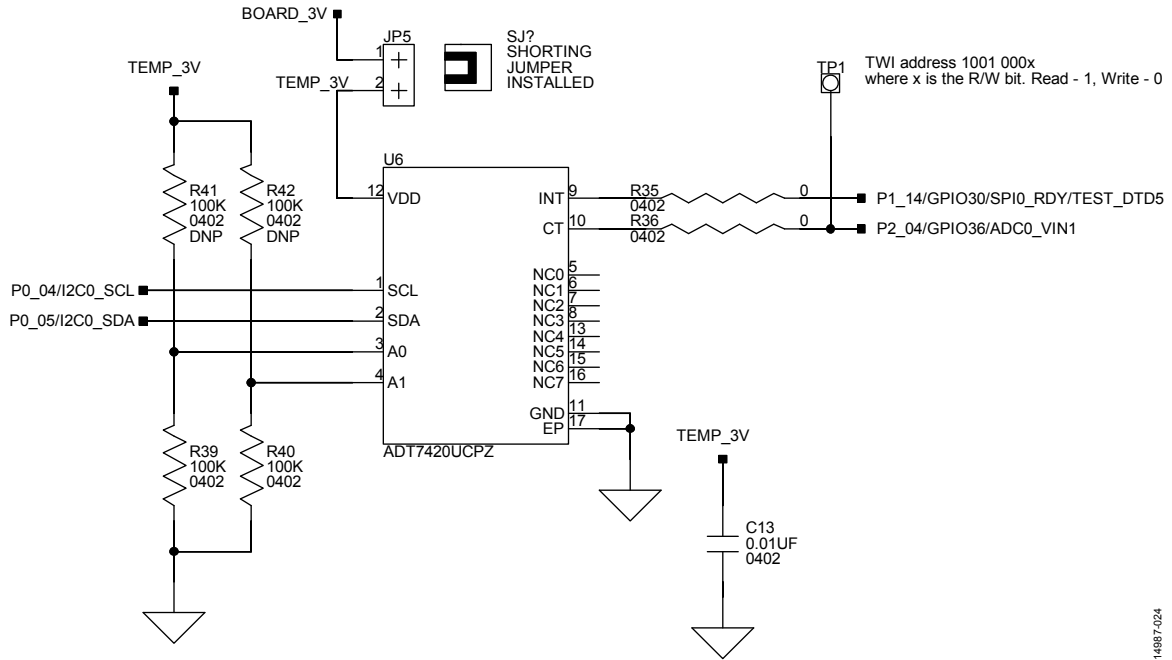 BOARD_3V
JP5
1
2
SJ?
SHORTING
JUMPER
INSTALLED
TEMP_3V
TEMP_3V
TP1
TWI address 1001 000x
where x is the R/W bit. Read - 1, Write - 0
R41
100K
0402
DNP
R42
100K
0402
DNP
U6
12 VDD
INT 9
R35
0402
0
P1_14/GPIO30/SPI0_RDY/TEST_DTD5
CT 10
R36
0402
0
P2_04/GPIO36/ADC0_VIN1
P0_04/I2C0_SCL
1 SCL
P0_05/I2C0_SDA
2 SDA
3 A0
4 A1
NC0 5
NC1 6
NC2 7
NC3 8
NC4 13
NC5 14
NC6 15
NC7 16
GND 11
EP 17
ADT7420UCPZ
R39
100K
0402
R40
100K
0402
TEMP_3V
C13
0.01UF
0402
14987-024